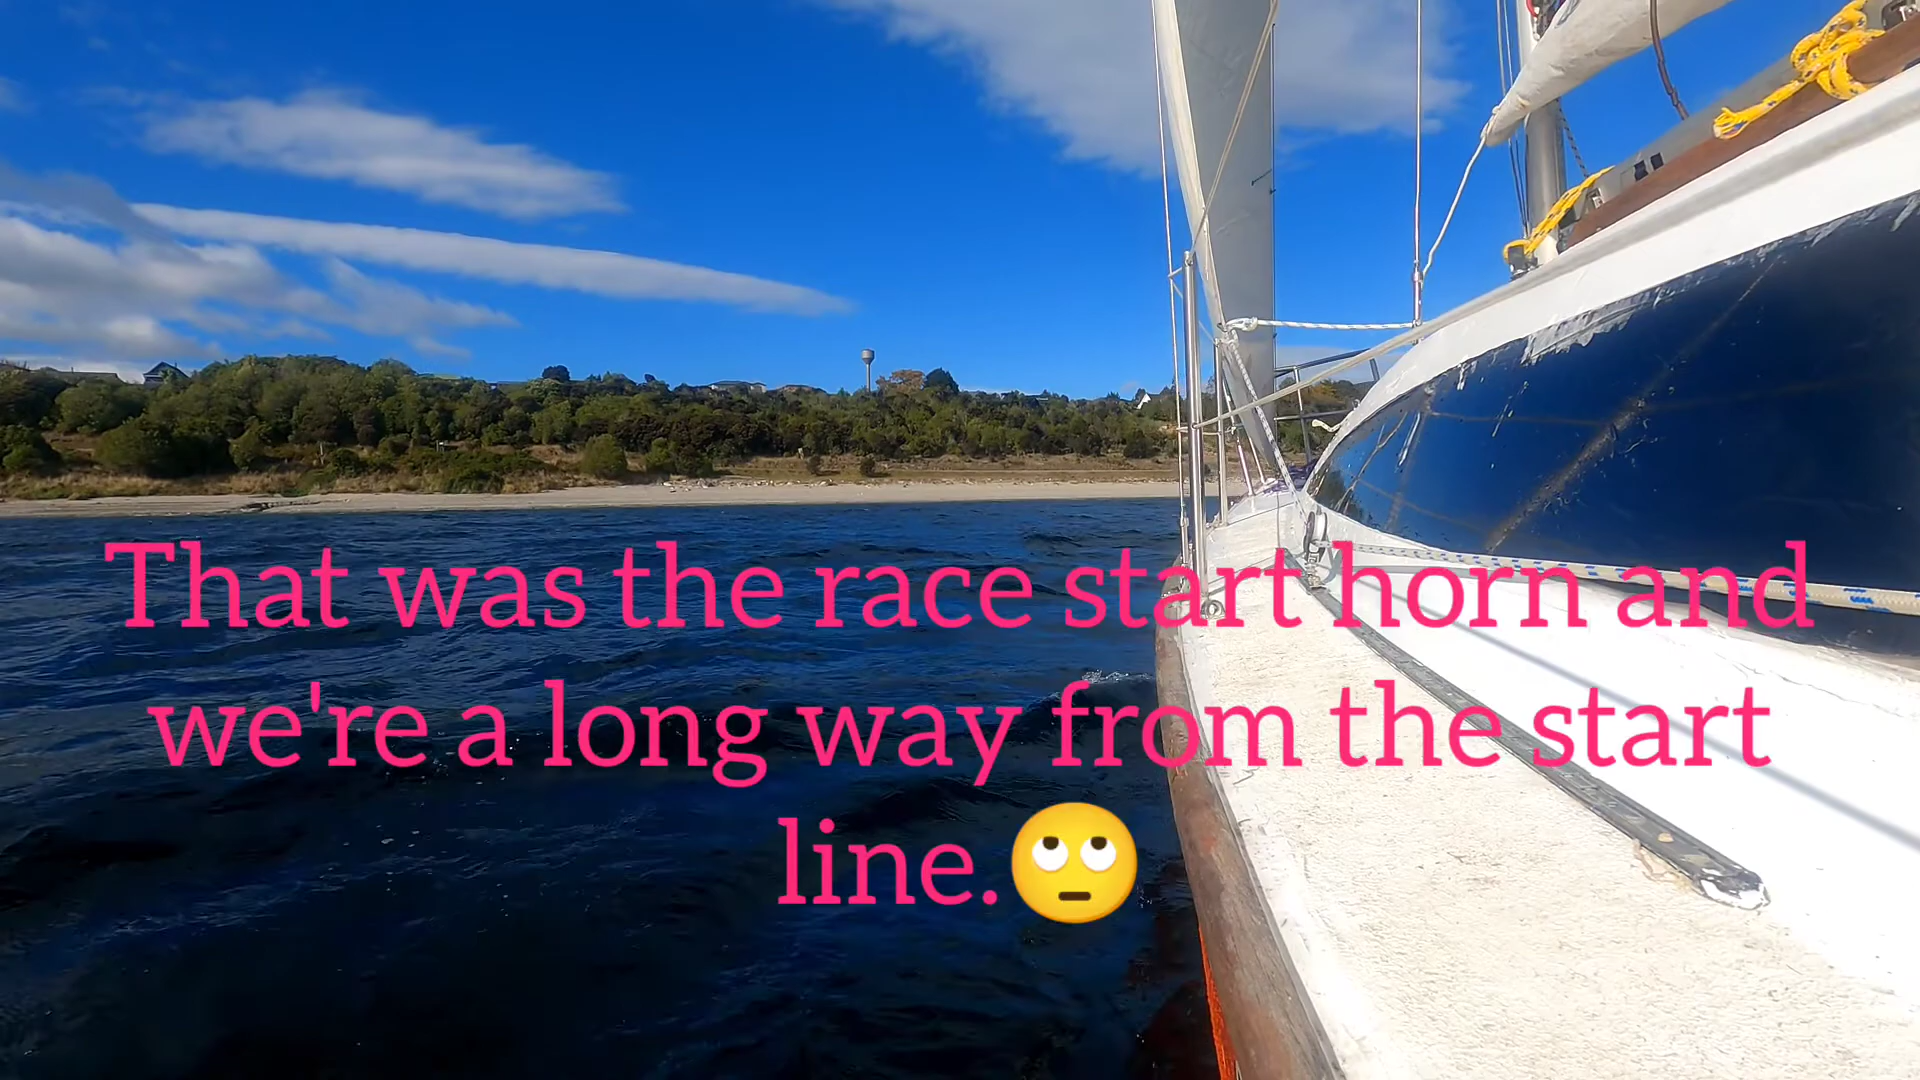 That was the race start horn and
we're a long way from the start
line.🙄